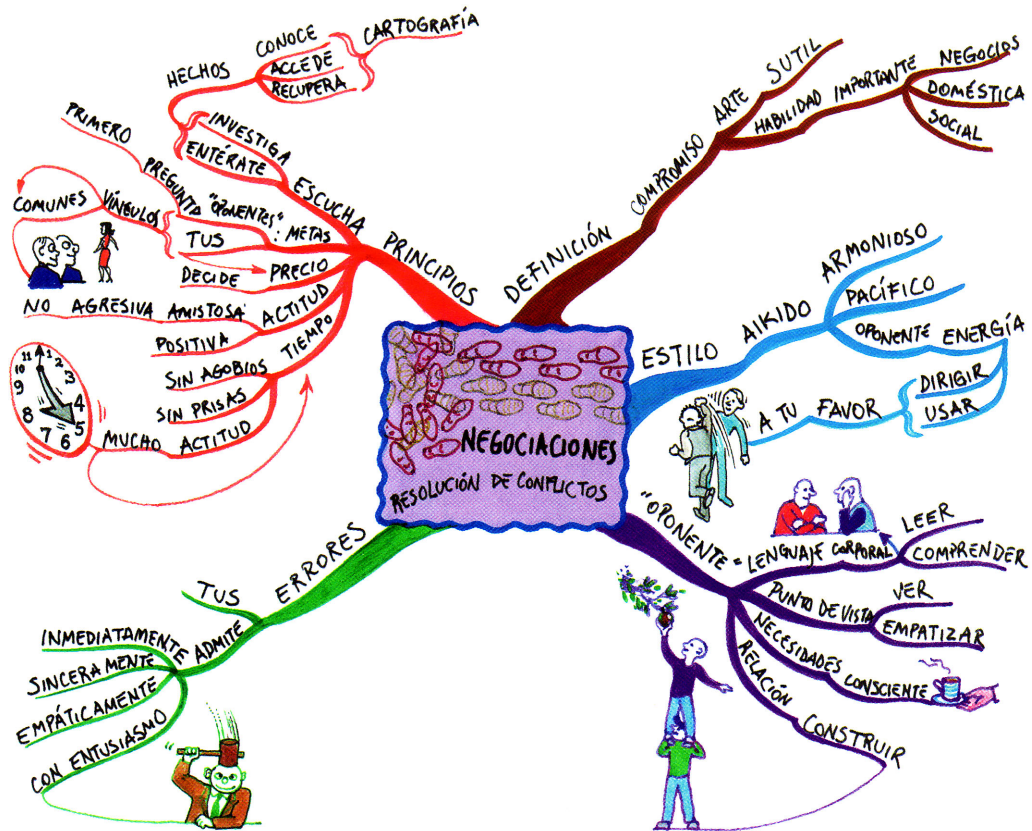 NEGOCIACIONES
RESOLUCIÓN DE CONFLICTOS
DEFINICIÓN
COMPROMISO
ARTE
SUTIL
HABILIDAD IMPORTANTE
NEGOCIOS
DOMÉSTICA
SOCIAL
ESTILO
AIKIDO
ARMONIOSO
PACÍFICO
OPONENTE ENERGÍA
DIRIGIR
USAR
A TU FAVOR
"OPONENTE"
LENGUAJE CORPORAL
LEER
COMPRENDER
PUNTO DE VISTA
VER
EMPATIZAR
NECESIDADES CONSCIENTE
RELACIÓN
CONSTRUIR
ERRORES
TUS
ADMITE
INMEDIATAMENTE
SINCERAMENTE
EMPÁTICAMENTE
CON ENTUSIASMO
PRINCIPIOS
ESCUCHA
INVESTIGA
ENTÉRATE
HECHOS
CONOCE
ACCEDE
RECUPERA
CARTOGRAFÍA
METAS
"OPONENTES":
PREGUNTA
PRIMERO
TUS
VÍNCULOS
COMUNES
PRECIO
DECIDE
ACTITUD
AMISTOSA:
NO AGRESIVA
POSITIVA
TIEMPO
SIN AGOBIOS
SIN PRISAS
ACTITUD
MUCHO
11 1 2 3 4 5 6 7 8 9 10